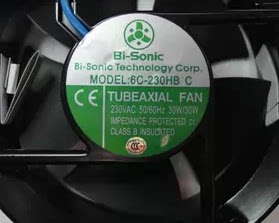 Bi-Sonic
Bi-Sonic Technology Corp.
MODEL:6C-230HB C
CE TUBEAXIAL FAN
230VAC-50/60Hz 30W/30W
IMPEDANCE PROTECTED
CLASS B INSULATED